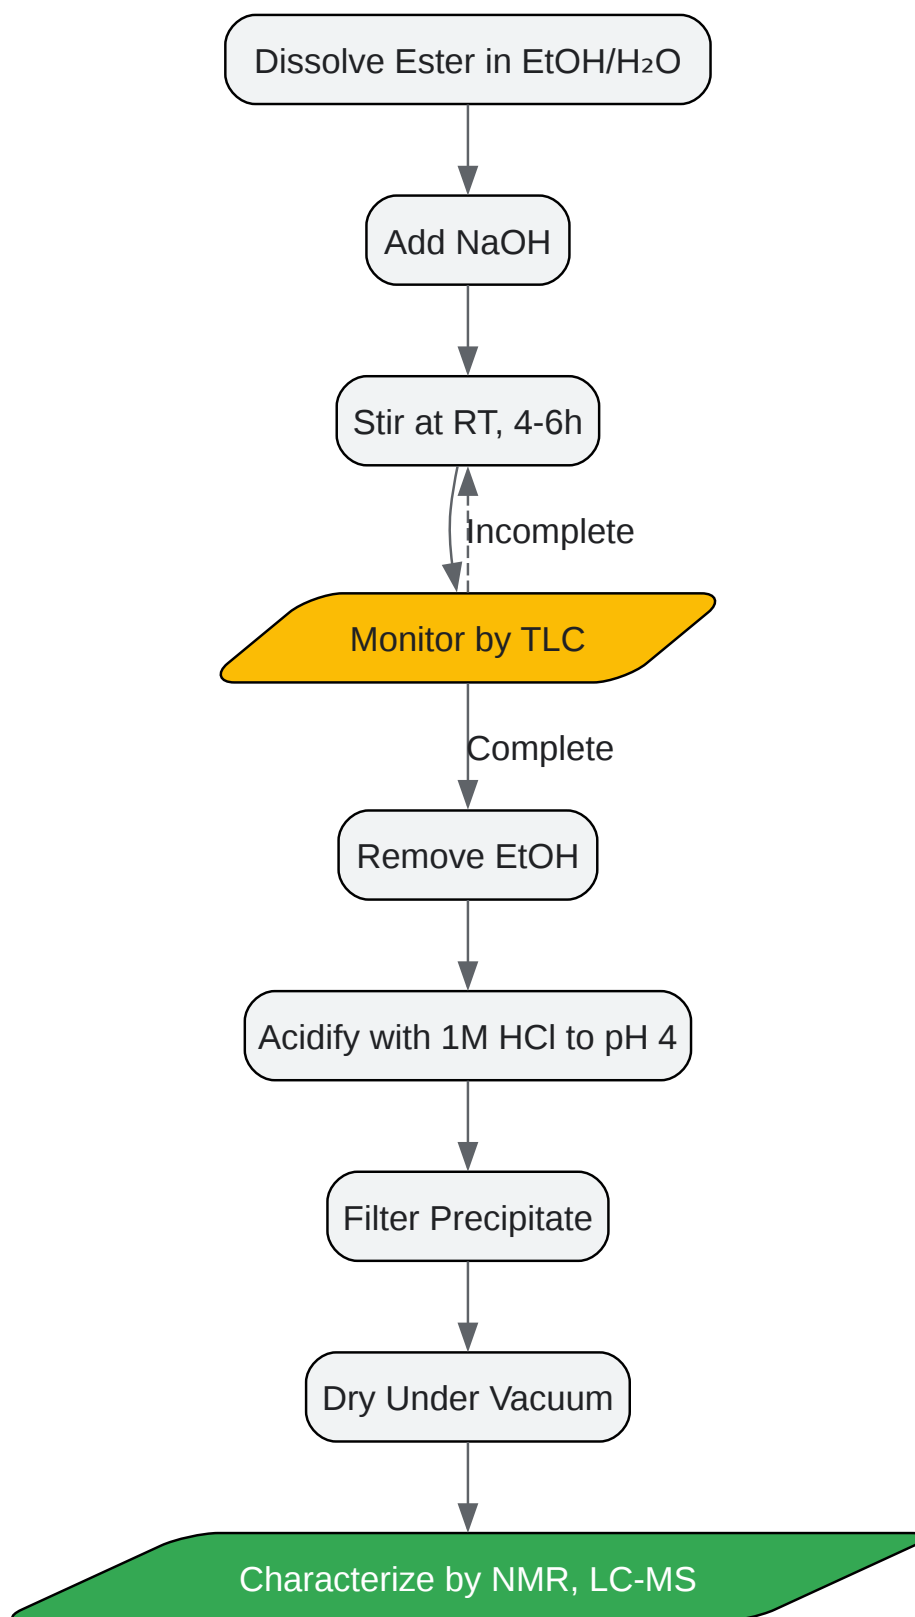 Dissolve Ester in EtOH/H₂O
Add NaOH
Stir at RT, 4-6h
Incomplete
Monitor by TLC
Complete
Remove EtOH
Acidify with 1M HCl to pH 4
Filter Precipitate
Dry Under Vacuum
Characterize by NMR, LC-MS